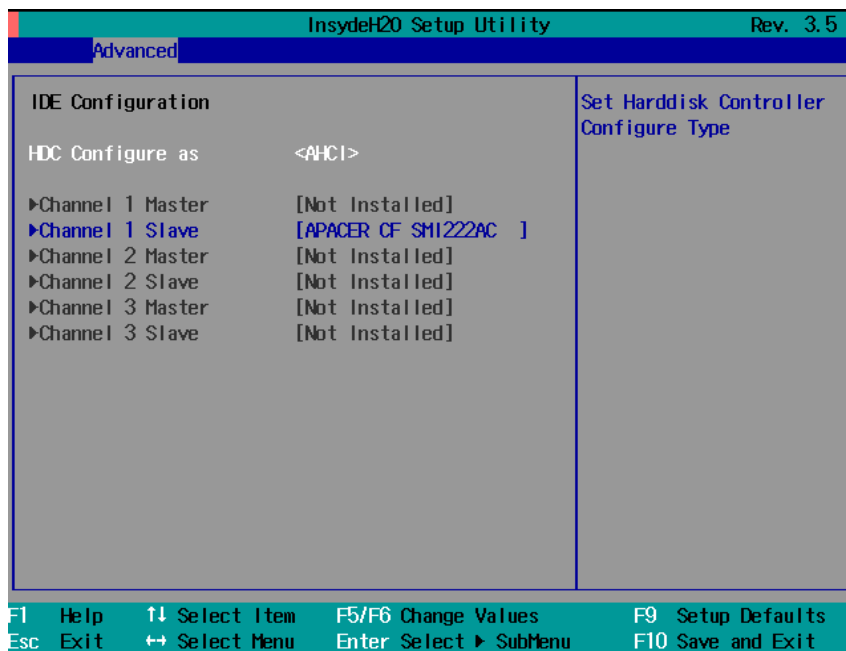 InsydeH2O Setup Utility Rev. 3.5
Advanced
IDE Configuration
Set Harddisk Controller
Configure Type
HDC Configure as <AHCI>
▶Channel 1 Master [Not Installed]
▶Channel 1 Slave [APACER CF SMI222AC ]
▶Channel 2 Master [Not Installed]
▶Channel 2 Slave [Not Installed]
▶Channel 3 Master [Not Installed]
▶Channel 3 Slave [Not Installed]
F1 Help ↑↓ Select Item F5/F6 Change Values F9 Setup Defaults
Esc Exit ↔ Select Menu Enter Select ▶ SubMenu F10 Save and Exit